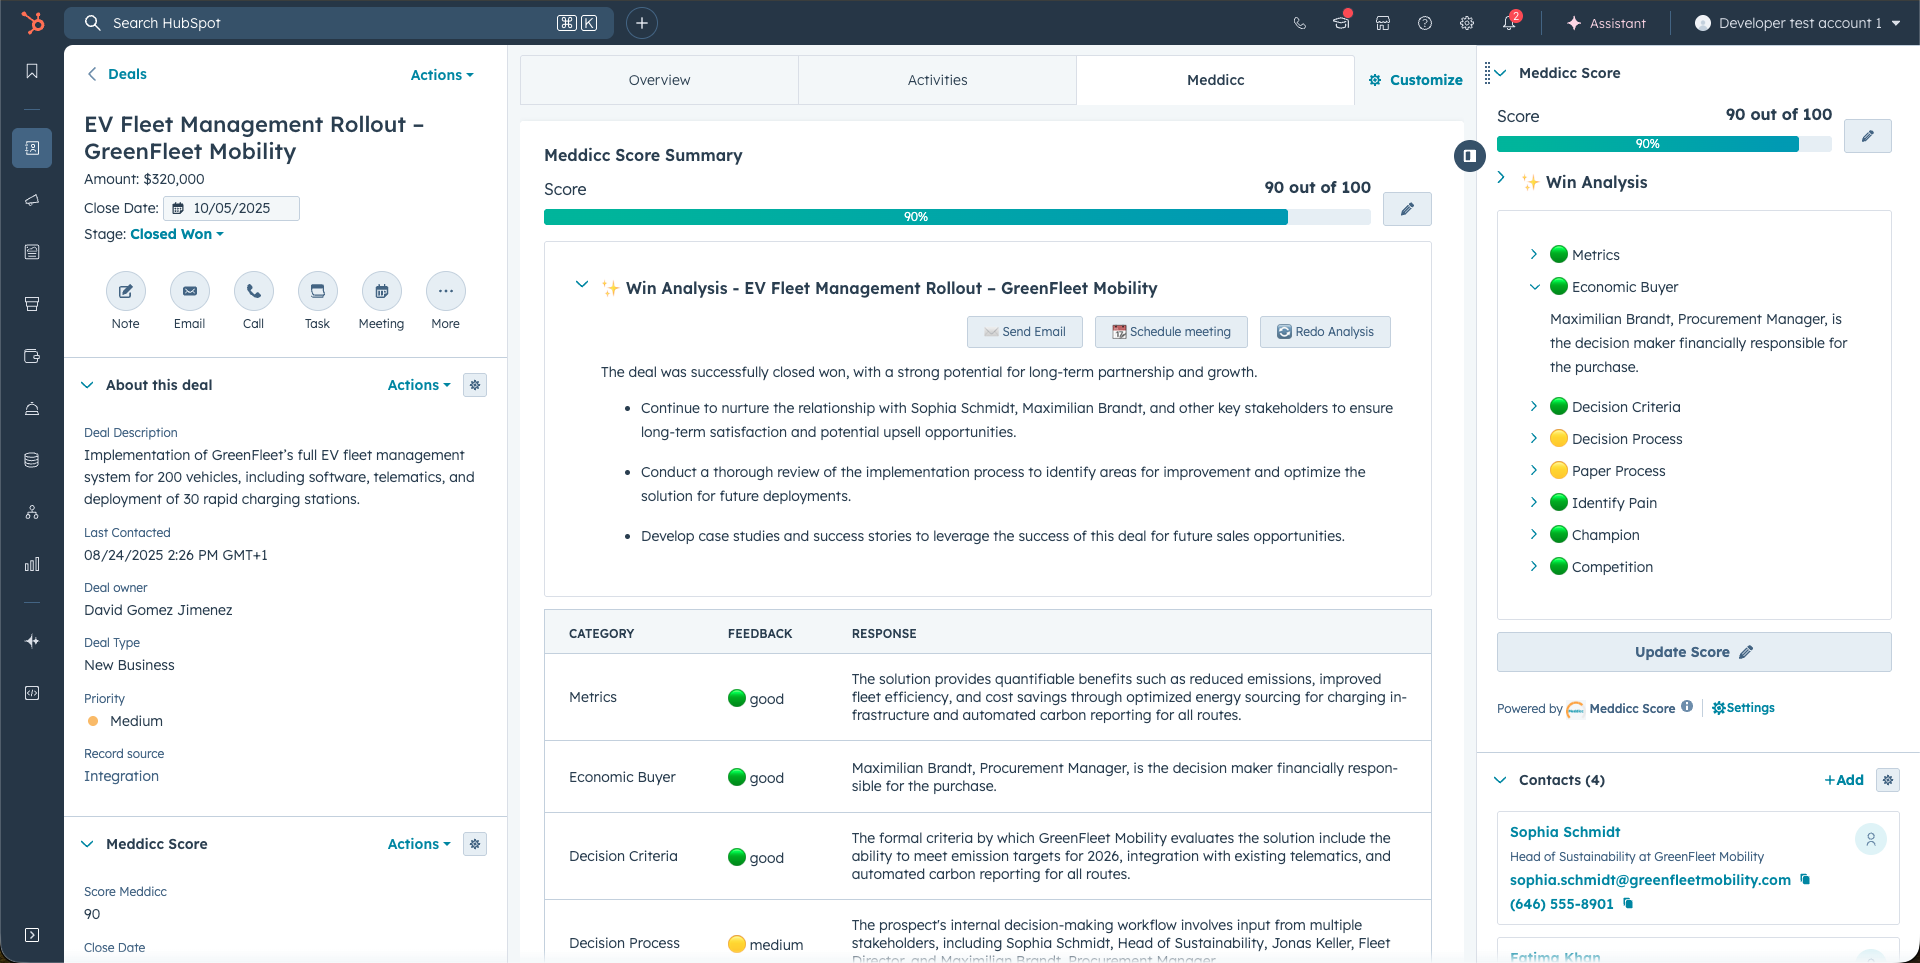 Search HubSpot
⌘ K
2
Assistant
Developer test account 1
Deals
Actions
EV Fleet Management Rollout –
GreenFleet Mobility
Amount: $320,000
Close Date: 10/05/2025
Stage: Closed Won
Note
Email
Call
Task
Meeting
More
About this deal
Actions
Deal Description
Implementation of GreenFleet's full EV fleet management
system for 200 vehicles, including software, telematics, and
deployment of 30 rapid charging stations.
Last Contacted
08/24/2025 2:26 PM GMT+1
Deal owner
David Gomez Jimenez
Deal Type
New Business
Priority
Medium
Record source
Integration
Meddicc Score
Actions
Score Meddicc
90
Close Date
Overview
Activities
Meddicc
Customize
Meddicc Score Summary
Score
90 out of 100
90%
✨ Win Analysis - EV Fleet Management Rollout – GreenFleet Mobility
Send Email
Schedule meeting
Redo Analysis
The deal was successfully closed won, with a strong potential for long-term partnership and growth.
• Continue to nurture the relationship with Sophia Schmidt, Maximilian Brandt, and other key stakeholders to ensure
long-term satisfaction and potential upsell opportunities.
• Conduct a thorough review of the implementation process to identify areas for improvement and optimize the
solution for future deployments.
• Develop case studies and success stories to leverage the success of this deal for future sales opportunities.
CATEGORY FEEDBACK RESPONSE
Metrics
good
The solution provides quantifiable benefits such as reduced emissions, improved
fleet efficiency, and cost savings through optimized energy sourcing for charging in-
frastructure and automated carbon reporting for all routes.
Economic Buyer
good
Maximilian Brandt, Procurement Manager, is the decision maker financially respon-
sible for the purchase.
Decision Criteria
good
The formal criteria by which GreenFleet Mobility evaluates the solution include the
ability to meet emission targets for 2026, integration with existing telematics, and
automated carbon reporting for all routes.
Decision Process
medium
The prospect's internal decision-making workflow involves input from multiple
stakeholders, including Sophia Schmidt, Head of Sustainability, Jonas Keller, Fleet
Director, and Maximilian Brandt, Procurement Manager.
Meddicc Score
Score
90 out of 100
90%
✨ Win Analysis
Metrics
Economic Buyer
Maximilian Brandt, Procurement Manager, is
the decision maker financially responsible for
the purchase.
Decision Criteria
Decision Process
Paper Process
Identify Pain
Champion
Competition
Update Score
Powered by Meddicc Score
Settings
Contacts (4)
+Add
Sophia Schmidt
Head of Sustainability at GreenFleet Mobility
sophia.schmidt@greenfleetmobility.com
(646) 555-8901
Fatima Khan